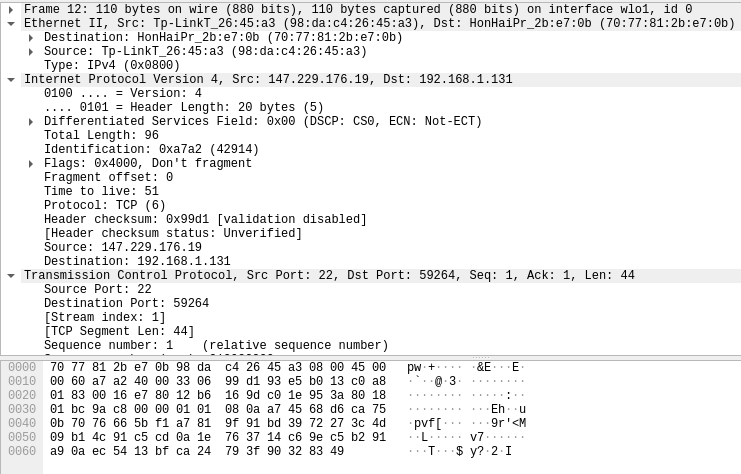 Frame 12: 110 bytes on wire (880 bits), 110 bytes captured (880 bits) on interface wlo1, id 0
Ethernet II, Src: Tp-LinkT_26:45:a3 (98:da:c4:26:45:a3), Dst: HonHaiPr_2b:e7:0b (70:77:81:2b:e7:0b)
Destination: HonHaiPr_2b:e7:0b (70:77:81:2b:e7:0b)
Source: Tp-LinkT_26:45:a3 (98:da:c4:26:45:a3)
Type: IPv4 (0x0800)
Internet Protocol Version 4, Src: 147.229.176.19, Dst: 192.168.1.131
0100 .... = Version: 4
.... 0101 = Header Length: 20 bytes (5)
Differentiated Services Field: 0x00 (DSCP: CS0, ECN: Not-ECT)
Total Length: 96
Identification: 0xa7a2 (42914)
Flags: 0x4000, Don't fragment
Fragment offset: 0
Time to live: 51
Protocol: TCP (6)
Header checksum: 0x99d1 [validation disabled]
[Header checksum status: Unverified]
Source: 147.229.176.19
Destination: 192.168.1.131
Transmission Control Protocol, Src Port: 22, Dst Port: 59264, Seq: 1, Ack: 1, Len: 44
Source Port: 22
Destination Port: 59264
[Stream index: 1]
[TCP Segment Len: 44]
Sequence number: 1    (relative sequence number)
0000 70 77 81 2b e7 0b 98 da c4 26 45 a3 08 00 45 00 pw·+···· ·&E···E·
0010 00 60 a7 a2 40 00 33 06 99 d1 93 e5 b0 13 c0 a8 ·`··@·3· ········
0020 01 83 00 16 e7 80 12 b6 16 9d c0 1e 95 3a 80 18 ········ ·····:··
0030 01 bc 9a c8 00 00 01 01 08 0a a7 45 68 d6 ca 75 ········ ···Eh··u
0040 0b 70 76 66 5b f1 a7 81 9f 91 bd 39 72 27 3c 4d ·pvf[··· ···9r'<M
0050 09 b1 4c 91 c5 cd 0a 1e 76 37 14 c6 9e c5 b2 91 ··L····· v7······
0060 a9 0a ec 54 13 bf ca 24 79 3f 90 32 83 49 ···T···$ y?·2·I